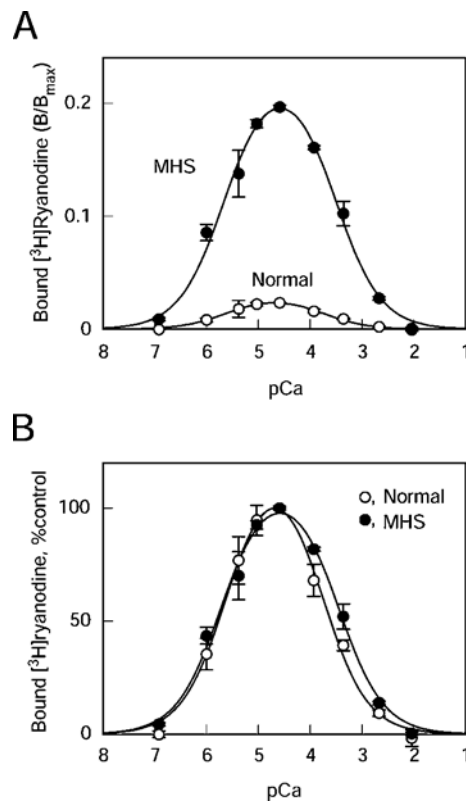 A
Bound [³H]Ryanodine (B/Bmax)
0.2
0.1
0
MHS
Normal
8 7 6 5 4 3 2 1
pCa
B
Bound [³H]ryanodine, %control
100
50
0
○, Normal
●, MHS
8 7 6 5 4 3 2 1
pCa